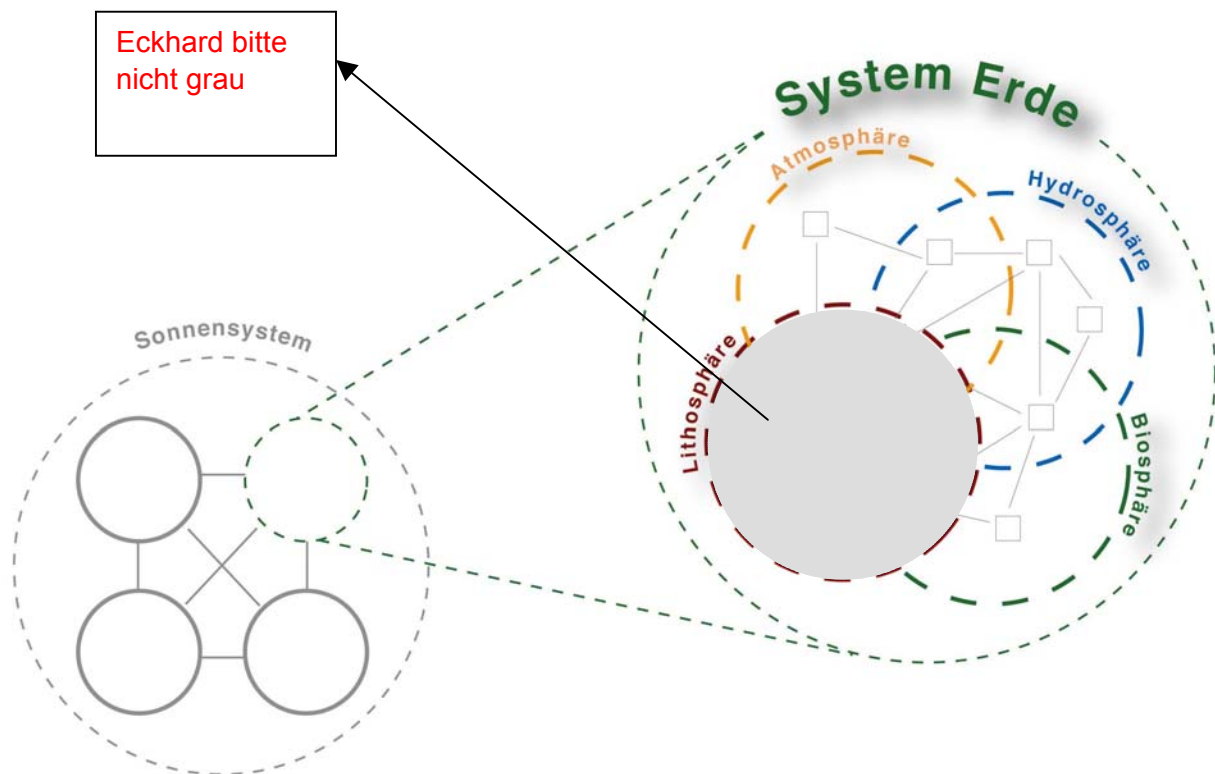 Eckhard bitte
nicht grau
System Erde
Atmosphäre
Hydrosphäre
Sonnensystem
Lithosphäre
Biosphäre